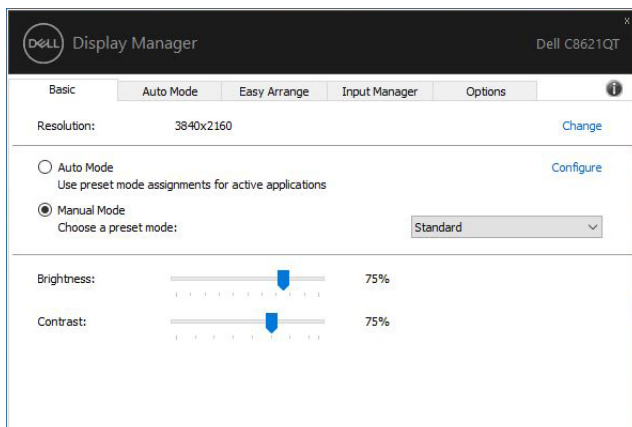 x
DELL Display Manager Dell C8621QT
Basic Auto Mode Easy Arrange Input Manager Options i
Resolution: 3840x2160 Change
Auto Mode Configure
Use preset mode assignments for active applications
Manual Mode
Choose a preset mode: Standard
Brightness: 75%
Contrast: 75%